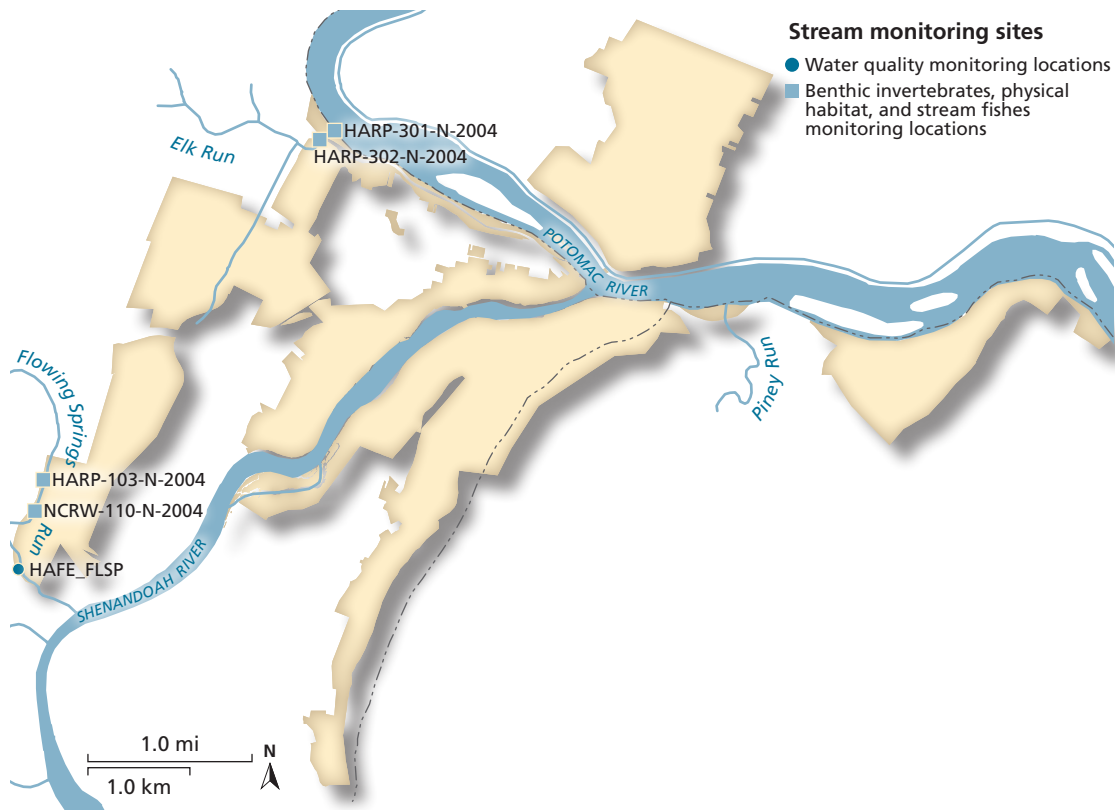 Stream monitoring sites
Water quality monitoring locations
Benthic invertebrates, physical
habitat, and stream fishes
monitoring locations
HARP-301-N-2004
HARP-302-N-2004
Elk Run
POTOMAC RIVER
Piney Run
Flowing Springs
Run
HARP-103-N-2004
NCRW-110-N-2004
HAFE_FLSP
SHENANDOAH RIVER
1.0 mi
N
1.0 km